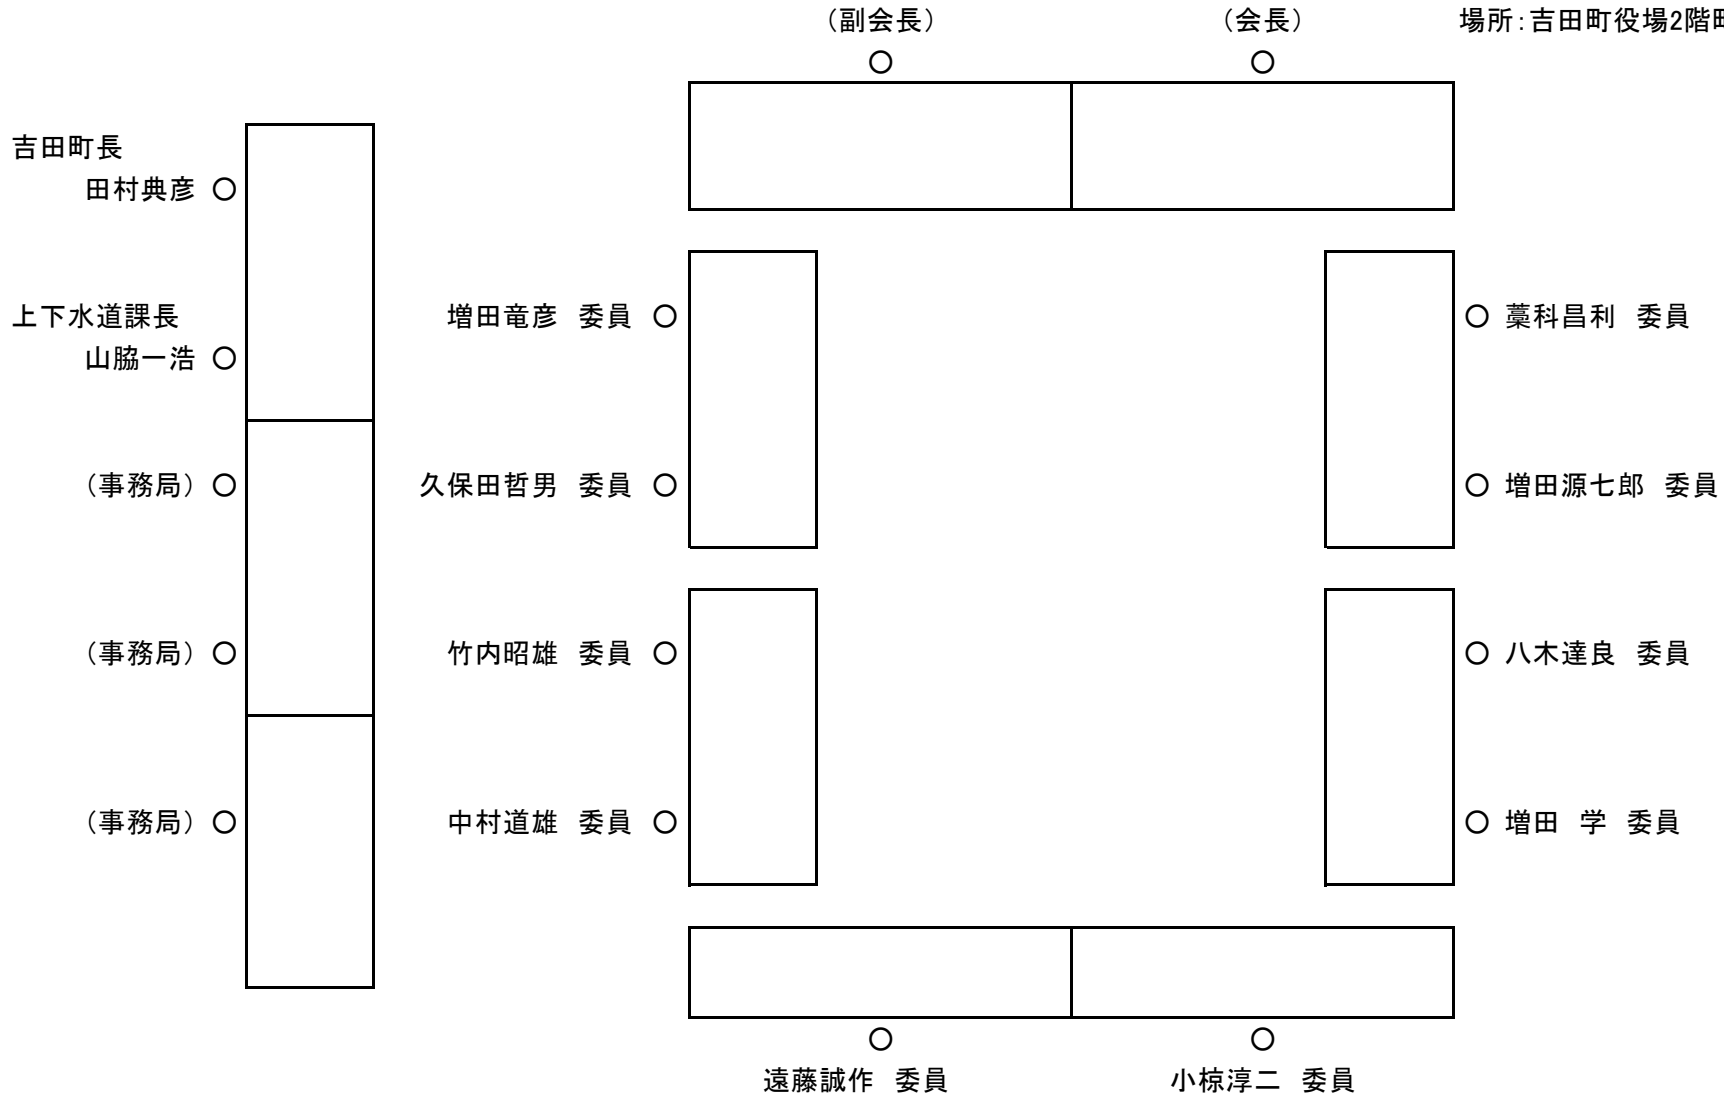 （副会長） （会長） 場所：吉田町役場2階
吉田町長
田村典彦 ○
上下水道課長
山脇一浩 ○
増田竜彦　委員 ○
○ 藁科昌利　委員
（事務局） ○
久保田哲男　委員 ○
○ 増田源七郎　委員
（事務局） ○
竹内昭雄　委員 ○
○ 八木達良　委員
（事務局） ○
中村道雄　委員 ○
○ 増田　学　委員
遠藤誠作　委員
小椋淳二　委員